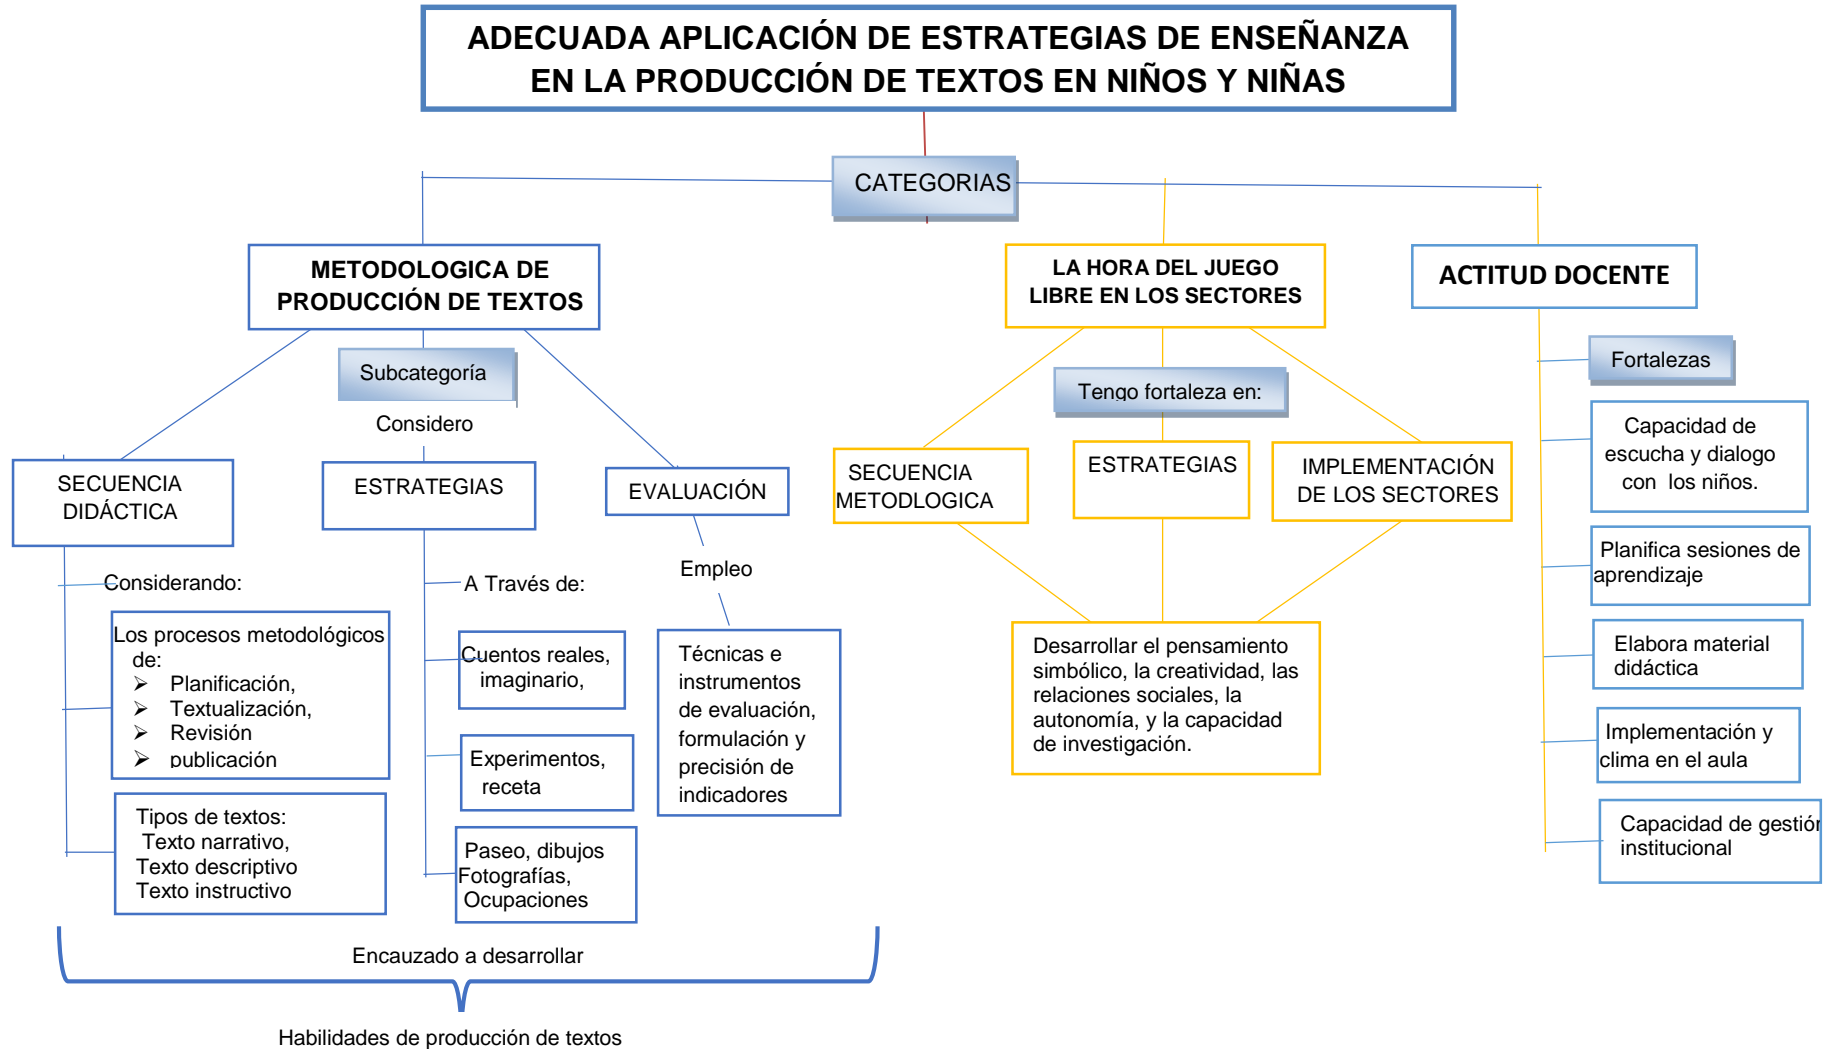 ADECUADA APLICACIÓN DE ESTRATEGIAS DE ENSEÑANZA
EN LA PRODUCCIÓN DE TEXTOS EN NIÑOS Y NIÑAS
CATEGORIAS
METODOLOGICA DE
PRODUCCIÓN DE TEXTOS
LA HORA DEL JUEGO
LIBRE EN LOS SECTORES
ACTITUD DOCENTE
Subcategoría
Considero
SECUENCIA
DIDÁCTICA
ESTRATEGIAS
EVALUACIÓN
Considerando:
Los procesos metodológicos
de:
➢ Planificación,
➢ Textualización,
➢ Revisión
➢ publicación
Tipos de textos:
Texto narrativo,
Texto descriptivo
Texto instructivo
A Través de:
Cuentos reales,
imaginario,
Experimentos,
receta
Paseo, dibujos
Fotografías,
Ocupaciones
Empleo
Técnicas e
instrumentos
de evaluación,
formulación y
precisión de
indicadores
Encauzado a desarrollar
Habilidades de producción de textos
Tengo fortaleza en:
SECUENCIA
METODLOGICA
ESTRATEGIAS
IMPLEMENTACIÓN
DE LOS SECTORES
Desarrollar el pensamiento
simbólico, la creatividad, las
relaciones sociales, la
autonomía, y la capacidad
de investigación.
Fortalezas
Capacidad de
escucha y dialogo
con los niños.
Planifica sesiones de
aprendizaje
Elabora material
didáctica
Implementación y
clima en el aula
Capacidad de gestión
institucional